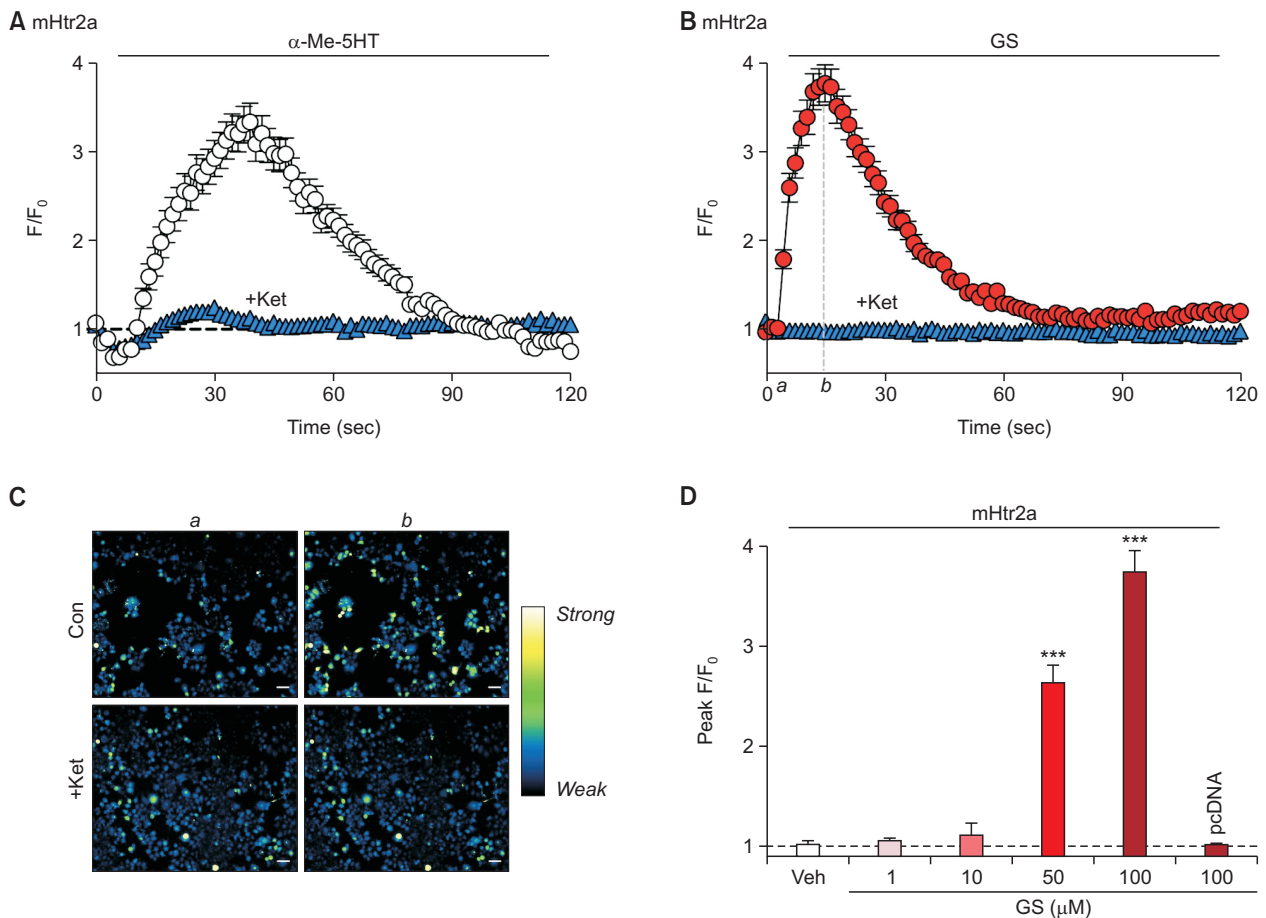 A mHtr2a
α-Me-5HT
4
3
2
1
F/F0
+Ket
0 30 60 90 120
Time (sec)
B mHtr2a
GS
4
3
2
1
F/F0
+Ket
0 a b 30 60 90 120
Time (sec)
C
a b
Con
+Ket
Strong
Weak
D
mHtr2a
4
3
2
1
Peak F/F0
***
***
pcDNA
Veh 1 10 50 100 100
GS (μM)